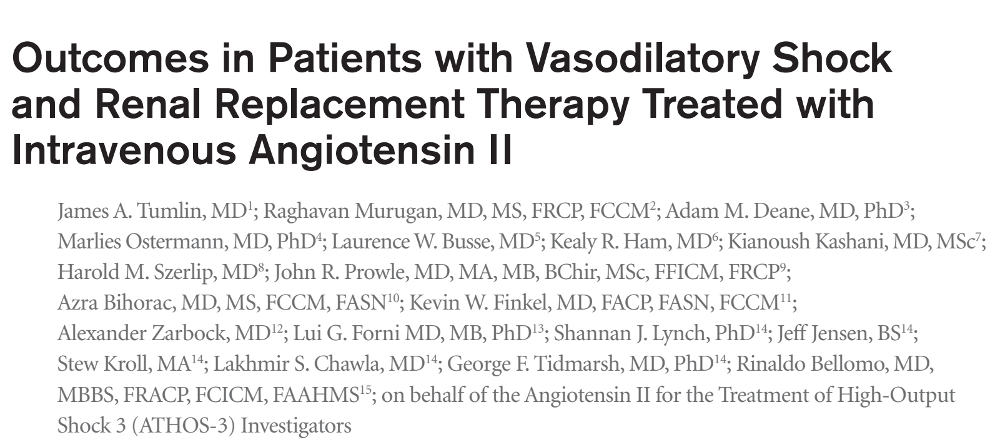 Outcomes in Patients with Vasodilatory Shock
and Renal Replacement Therapy Treated with
Intravenous Angiotensin II
James A. Tumlin, MD1; Raghavan Murugan, MD, MS, FRCP, FCCM2; Adam M. Deane, MD, PhD3;
Marlies Ostermann, MD, PhD4; Laurence W. Busse, MD5; Kealy R. Ham, MD6; Kianoush Kashani, MD, MSc7;
Harold M. Szerlip, MD8; John R. Prowle, MD, MA, MB, BChir, MSc, FFICM, FRCP9;
Azra Bihorac, MD, MS, FCCM, FASN10; Kevin W. Finkel, MD, FACP, FASN, FCCM11;
Alexander Zarbock, MD12; Lui G. Forni MD, MB, PhD13; Shannan J. Lynch, PhD14; Jeff Jensen, BS14;
Stew Kroll, MA14; Lakhmir S. Chawla, MD14; George F. Tidmarsh, MD, PhD14; Rinaldo Bellomo, MD,
MBBS, FRACP, FCICM, FAAHMS15; on behalf of the Angiotensin II for the Treatment of High-Output
Shock 3 (ATHOS-3) Investigators